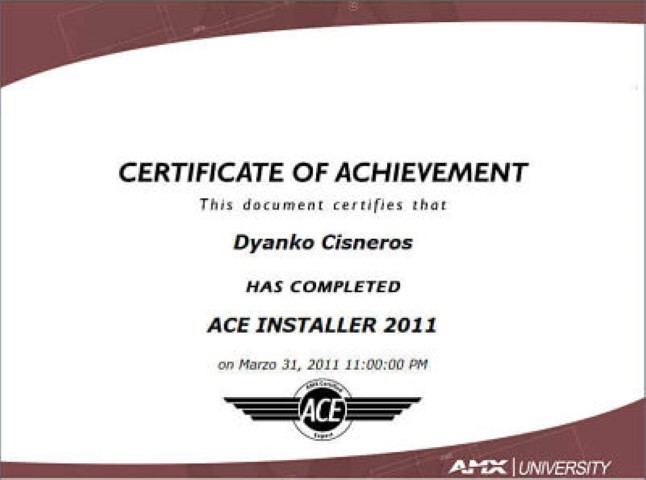 CERTIFICATE OF ACHIEVEMENT
This document certifies that
Dyanko Cisneros
HAS COMPLETED
ACE INSTALLER 2011
on Marzo 31, 2011 11:00:00 PM
AMX Certified
ACE
Expert
AMX | UNIVERSITY